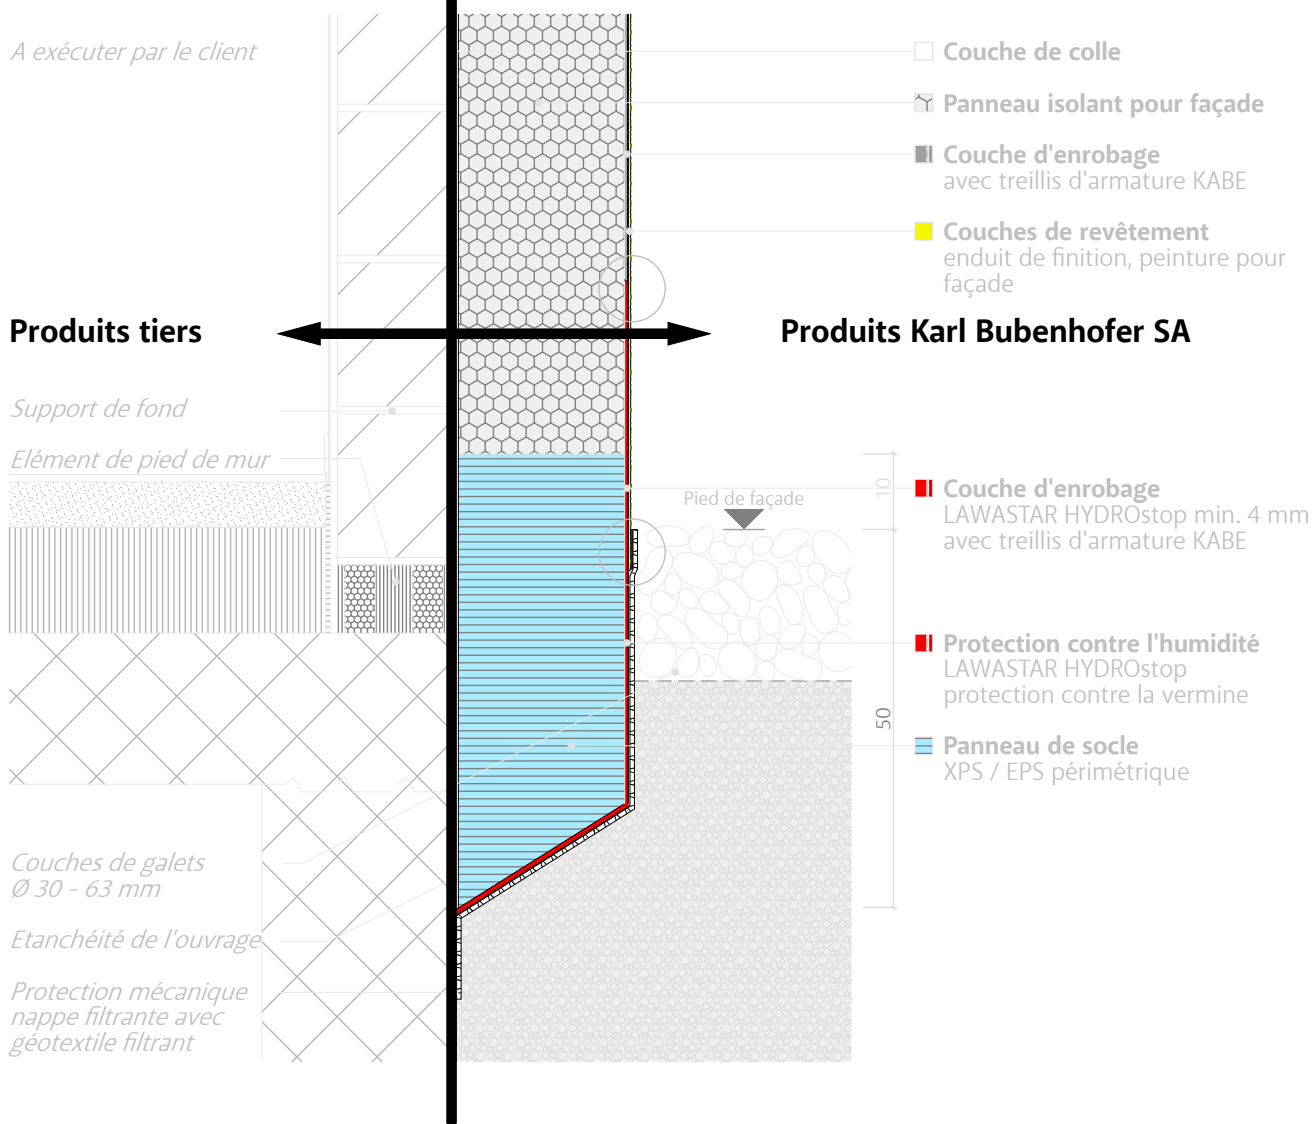 A exécuter par le client
Couche de colle
Panneau isolant pour façade
Couche d'enrobage
avec treillis d'armature KABE
Couches de revêtement
enduit de finition, peinture pour
façade
Produits tiers
Produits Karl Bubenhofer SA
Support de fond
Elément de pied de mur
Pied de façade
10
Couche d'enrobage
LAWASTAR HYDROstop min. 4 mm
avec treillis d'armature KABE
Protection contre l'humidité
LAWASTAR HYDROstop
protection contre la vermine
50
Panneau de socle
XPS / EPS périmétrique
Couches de galets
Ø 30 - 63 mm
Etanchéité de l'ouvrage
Protection mécanique
nappe filtrante avec
géotextile filtrant